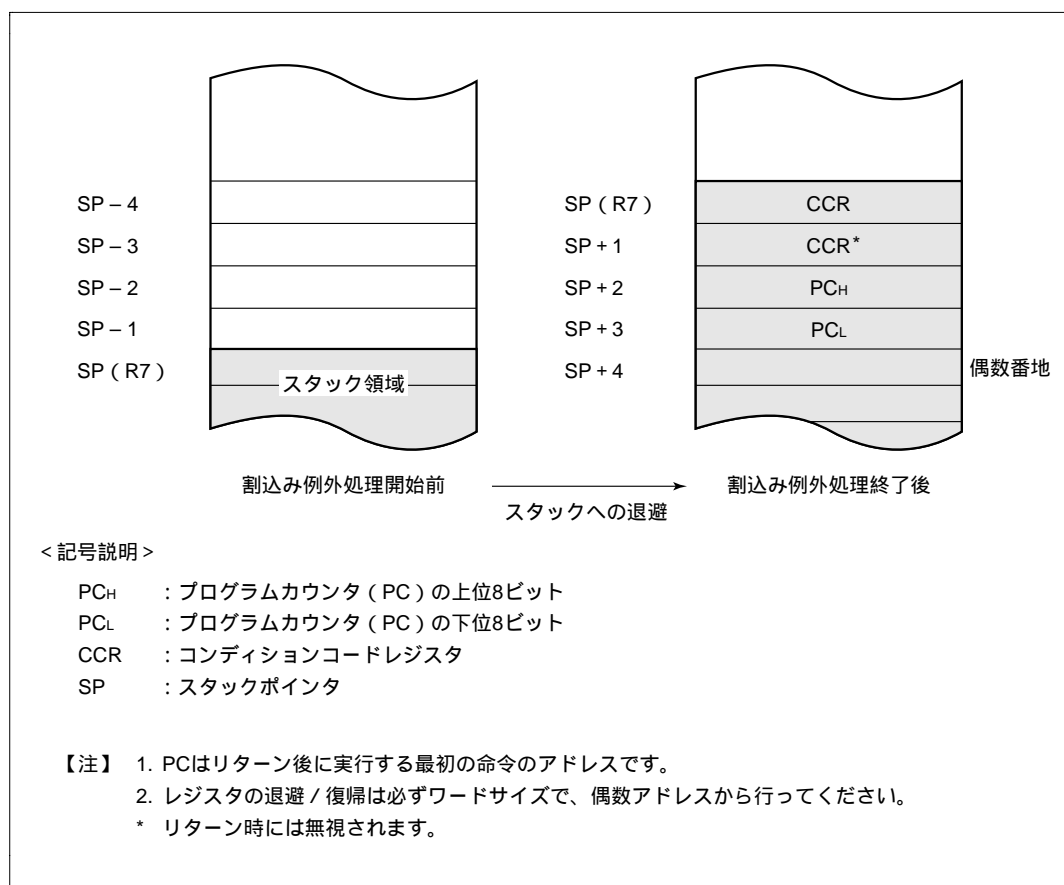 SP – 4
SP – 3
SP – 2
SP – 1
SP ( R7 )
スタック領域
SP ( R7 )
SP + 1
SP + 2
SP + 3
SP + 4
CCR
CCR*
PCH
PCL
偶数番地
割込み例外処理開始前
スタックへの退避
割込み例外処理終了後
<記号説明>
PCH :プログラムカウンタ(PC)の上位8ビット
PCL :プログラムカウンタ(PC)の下位8ビット
CCR :コンディションコードレジスタ
SP :スタックポインタ
【注】 1. PCはリターン後に実行する最初の命令のアドレスです。
2. レジスタの退避/復帰は必ずワードサイズで、偶数アドレスから行ってください。
* リターン時には無視されます。